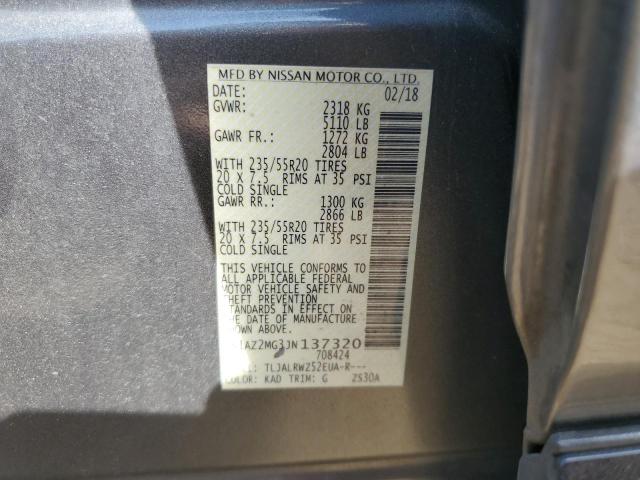 MFD BY NISSAN MOTOR CO., LTD.
DATE: 02/18
GVWR: 2318 KG
5110 LB
GAWR FR.: 1272 KG
2804 LB
WITH 235/55R20 TIRES
20 X 7.5 RIMS AT 35 PSI
COLD SINGLE
GAWR RR.: 1300 KG
2866 LB
WITH 235/55R20 TIRES
20 X 7.5 RIMS AT 35 PSI
COLD SINGLE
THIS VEHICLE CONFORMS TO
ALL APPLICABLE FEDERAL
MOTOR VEHICLE SAFETY AND
THEFT PREVENTION
STANDARDS IN EFFECT ON
THE DATE OF MANUFACTURE
SHOWN ABOVE.
AZ2MG3JN137320
708424
TLJALRWZ52EUA-R---
COLOR: KAD TRIM: G ZS30A